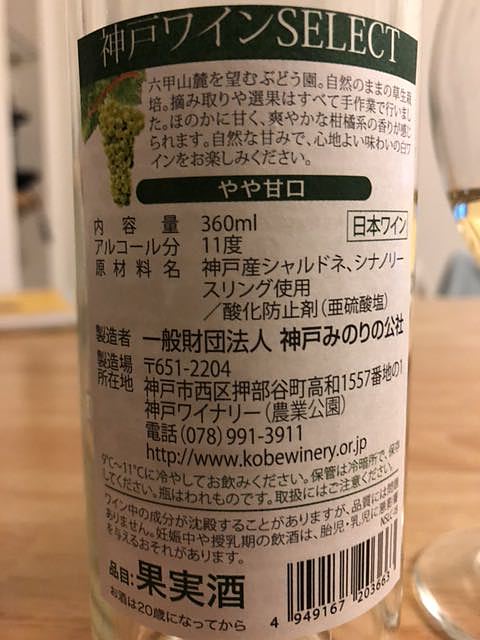 神戸ワインSELECT
六甲山麓を望むぶどう園。自然のままの草生栽
培。摘み取りや選果はすべて手作業で行いまし
た。ほのかに甘く、爽やかな柑橘系の香りが感じ
られます。自然な甘みで、心地よい味わいの白ワ
インをお楽しみください。
やや甘口
内容量 360ml 日本ワイン
アルコール分 11度
原材料名 神戸産シャルドネ、シナノリー
スリング使用
／酸化防止剤（亜硫酸塩）
製造者 一般財団法人 神戸みのりの公社
製造場所在地 〒651-2204
神戸市西区押部谷町高和1557番地の1
神戸ワイナリー（農業公園）
電話（078）991-3911
http://www.kobewinery.or.jp
9℃～11℃に冷やしてお飲みください。保管は冷暗所で、保存
してください。瓶はわれものです。取扱にはご注意ください。
ワイン中の成分が沈殿することがありますが、品質には問題
ありません。妊娠中や授乳期の飲酒は、胎児・乳児に悪影響
を与えるおそれがあります。
品目:果実酒
お酒は20歳になってから
4 949167 203663